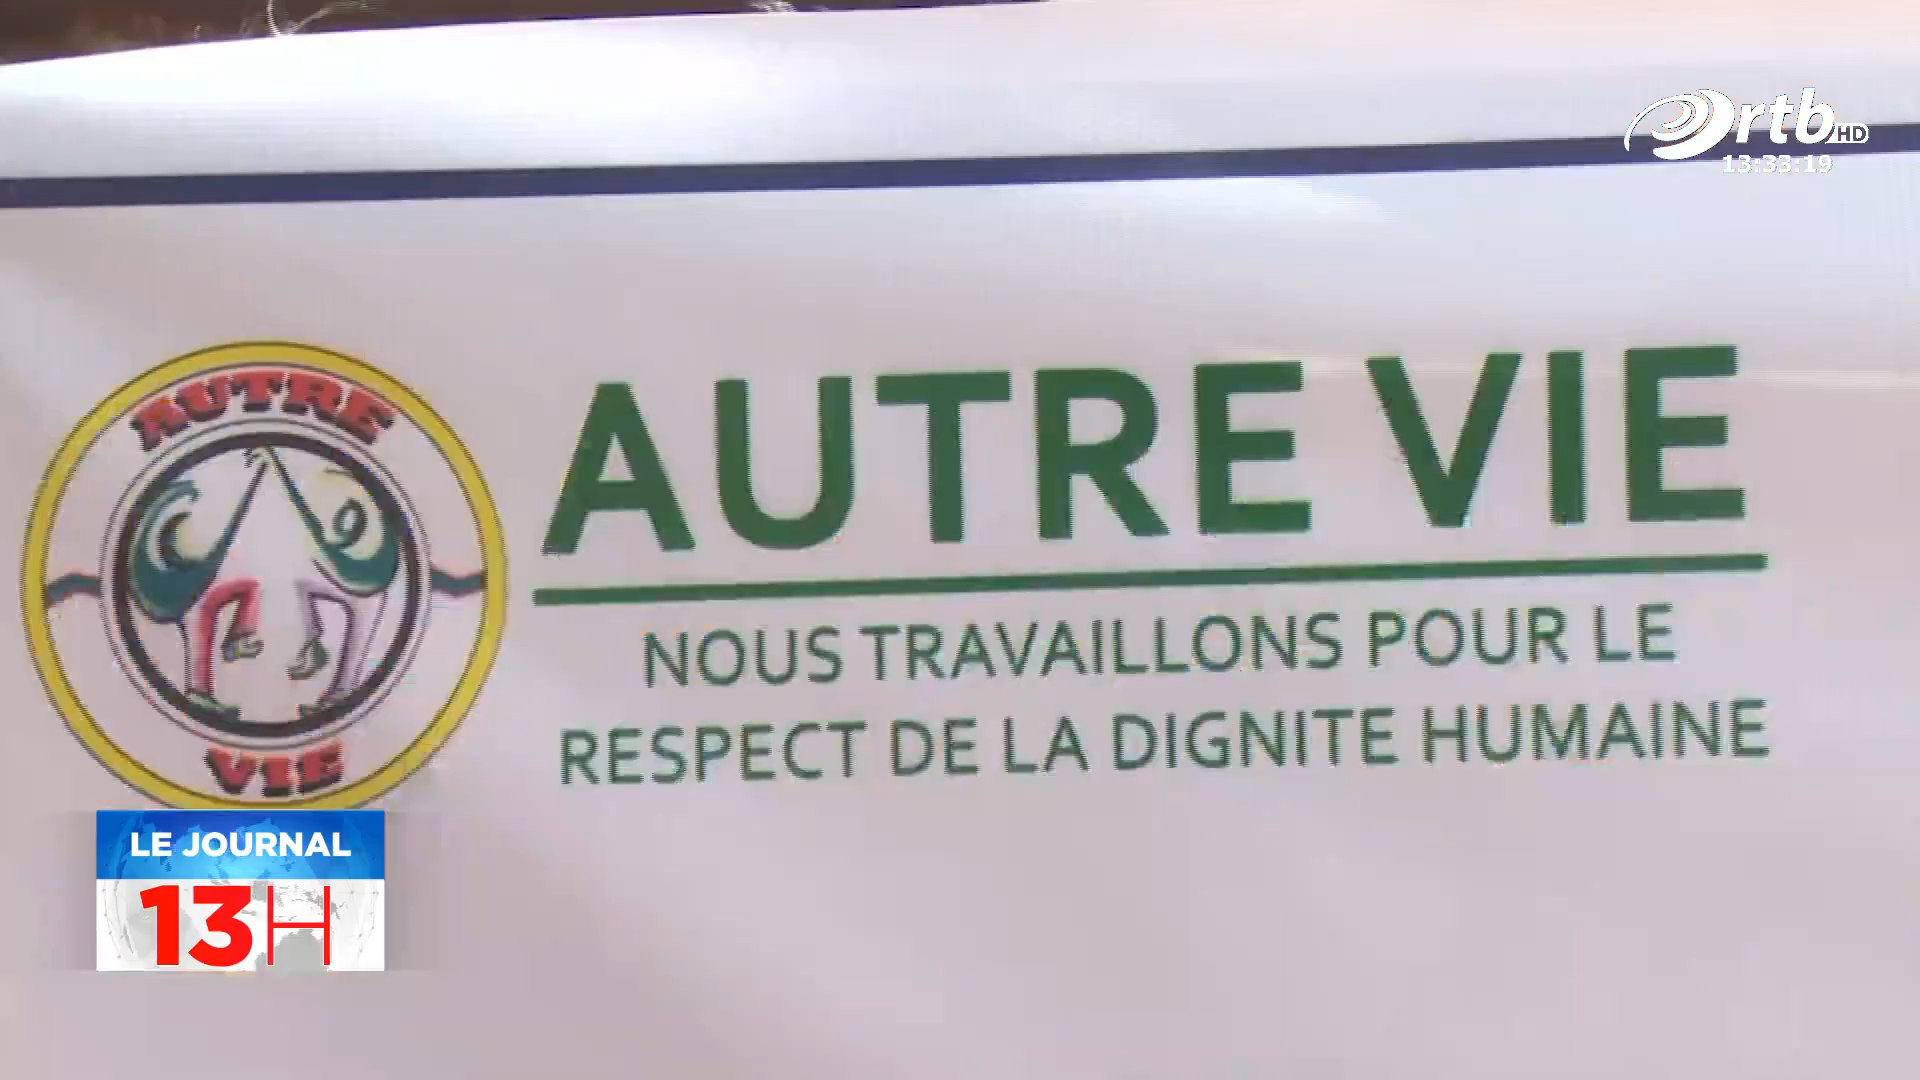 rtb HD
13:33:19
AUTRE
VIE
AUTRE VIE
NOUS TRAVAILLONS POUR LE
RESPECT DE LA DIGNITE HUMAINE
LE JOURNAL
13H